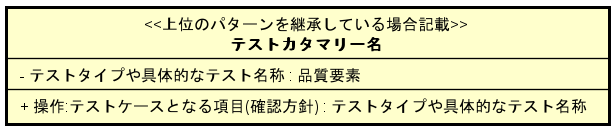 <<上位のパターンを継承している場合記載>>
テストカタマリー名
- テストタイプや具体的なテスト名称 : 品質要素
+ 操作:テストケースとなる項目(確認方針) : テストタイプや具体的なテスト名称